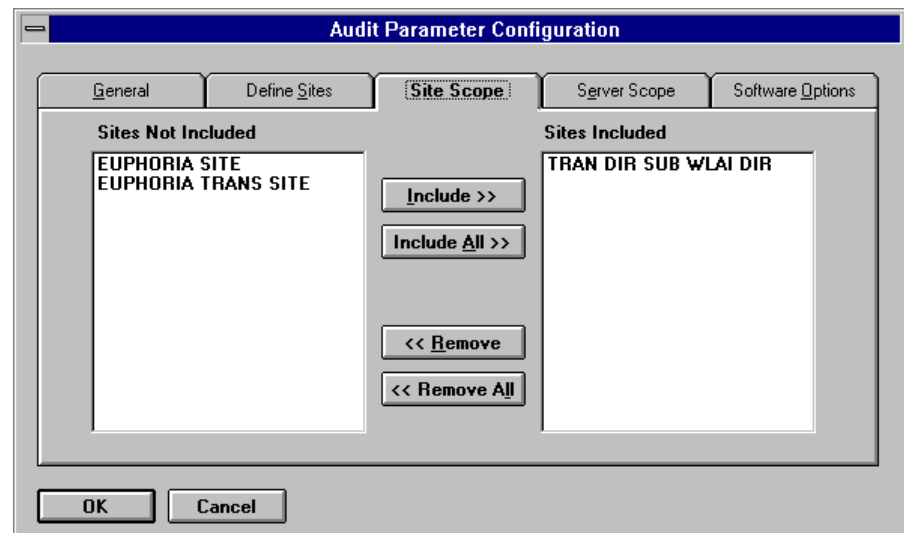 Audit Parameter Configuration
General
Define Sites
Site Scope
Server Scope
Software Options
Sites Not Included
Sites Included
EUPHORIA SITE
EUPHORIA TRANS SITE
TRAN DIR SUB WLAI DIR
Include >>
Include All >>
<< Remove
<< Remove All
OK
Cancel